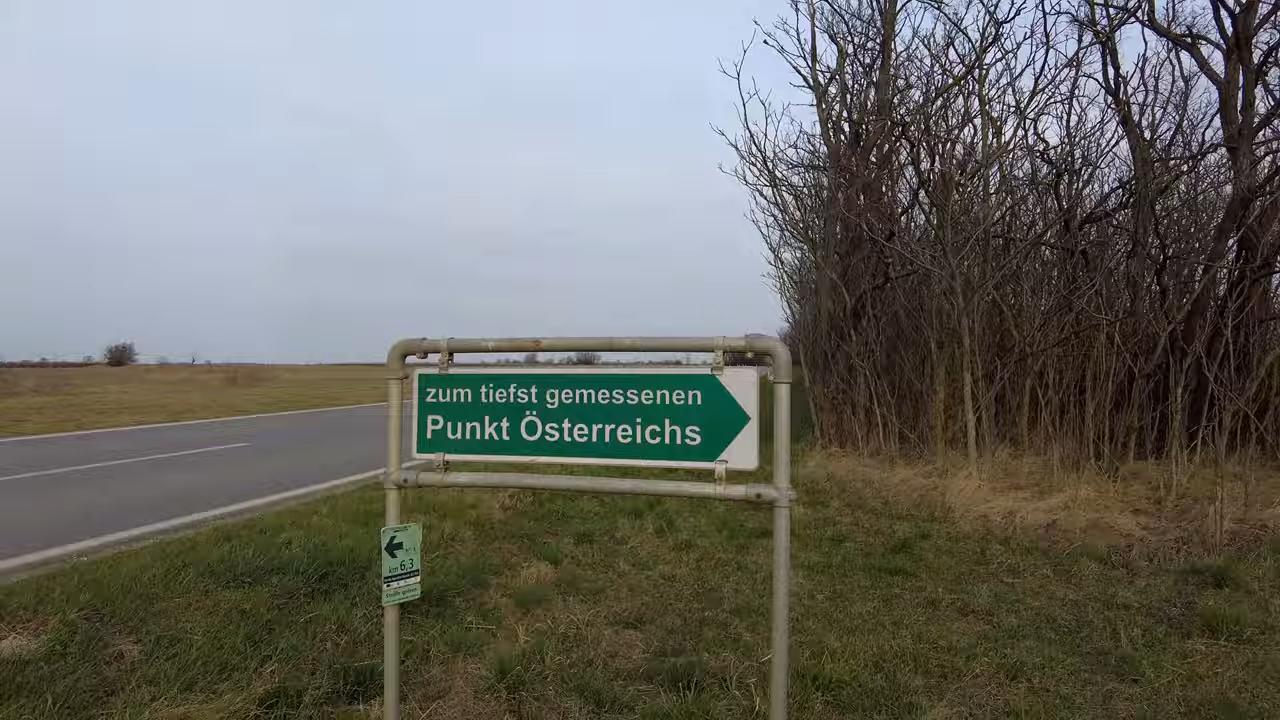 zum tiefst gemessenen
Punkt Österreichs
km 6,3